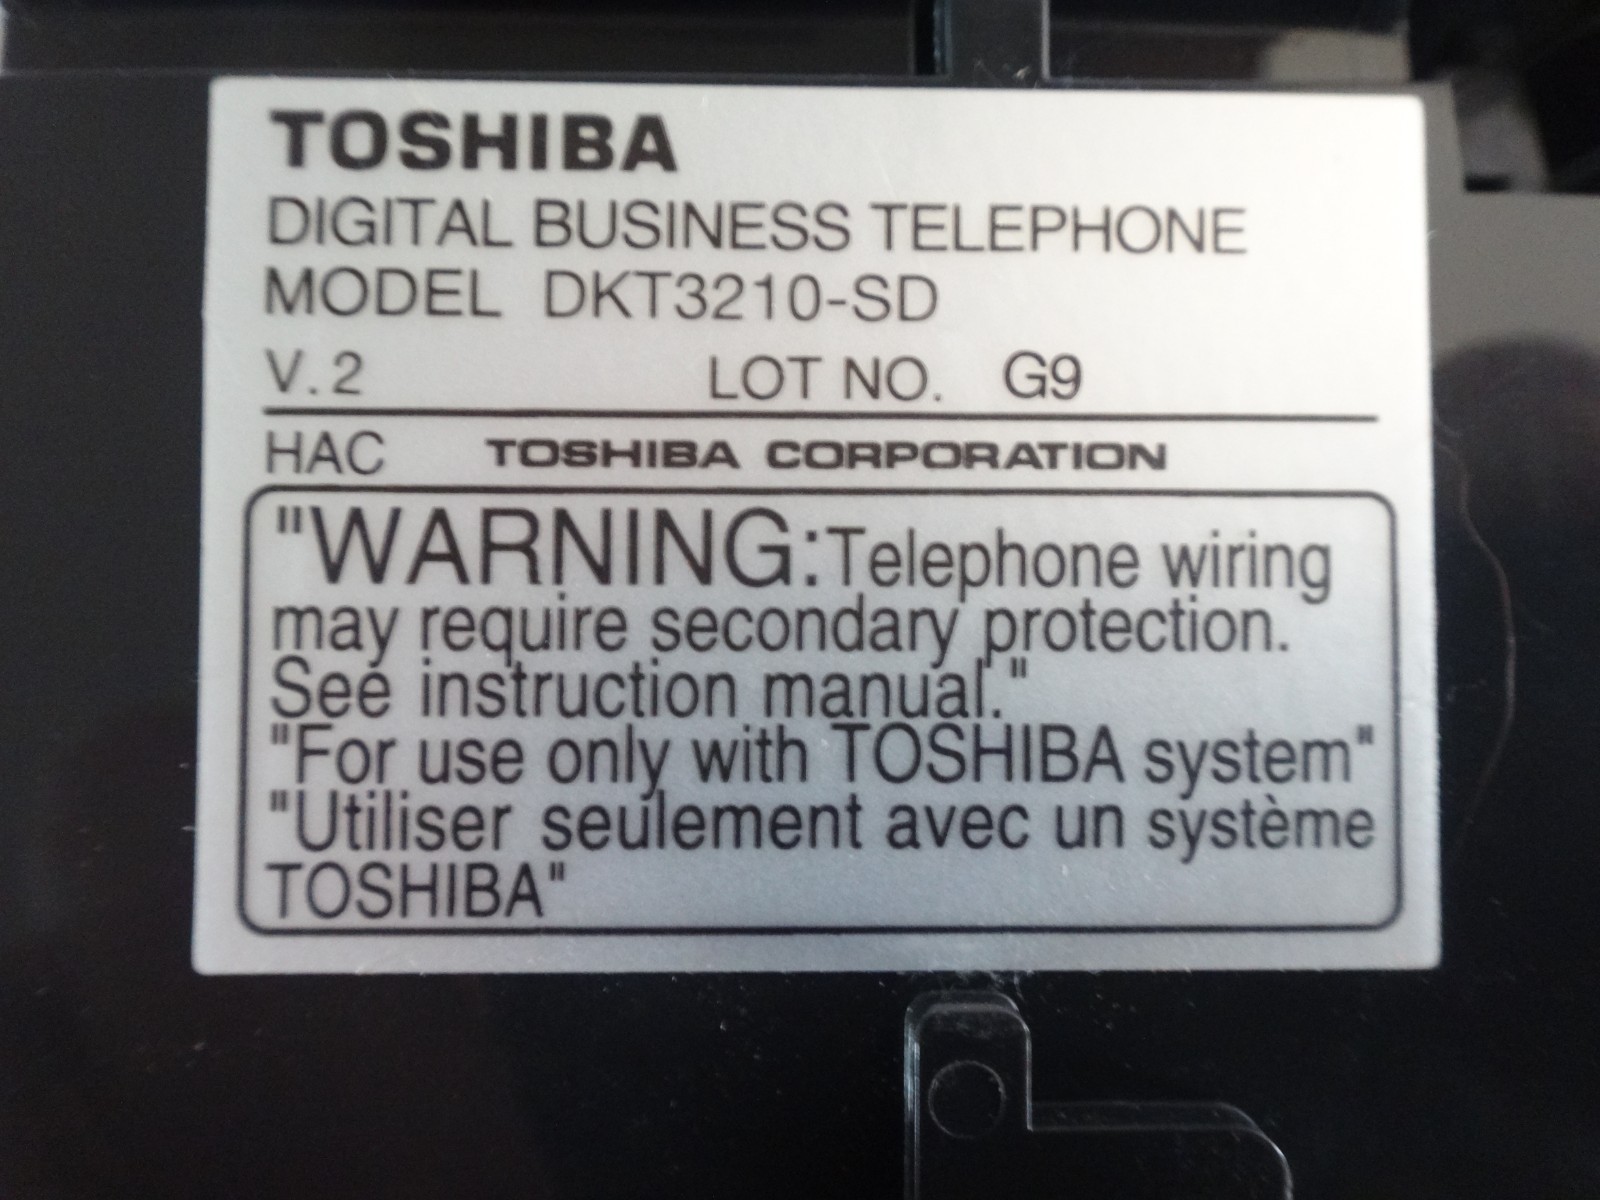 TOSHIBA
DIGITAL BUSINESS TELEPHONE
MODEL DKT3210-SD
V.2 LOT NO. G9
HAC TOSHIBA CORPORATION
"WARNING:Telephone wiring
may require secondary protection.
See instruction manual."
"For use only with TOSHIBA system"
"Utiliser seulement avec un système
TOSHIBA"